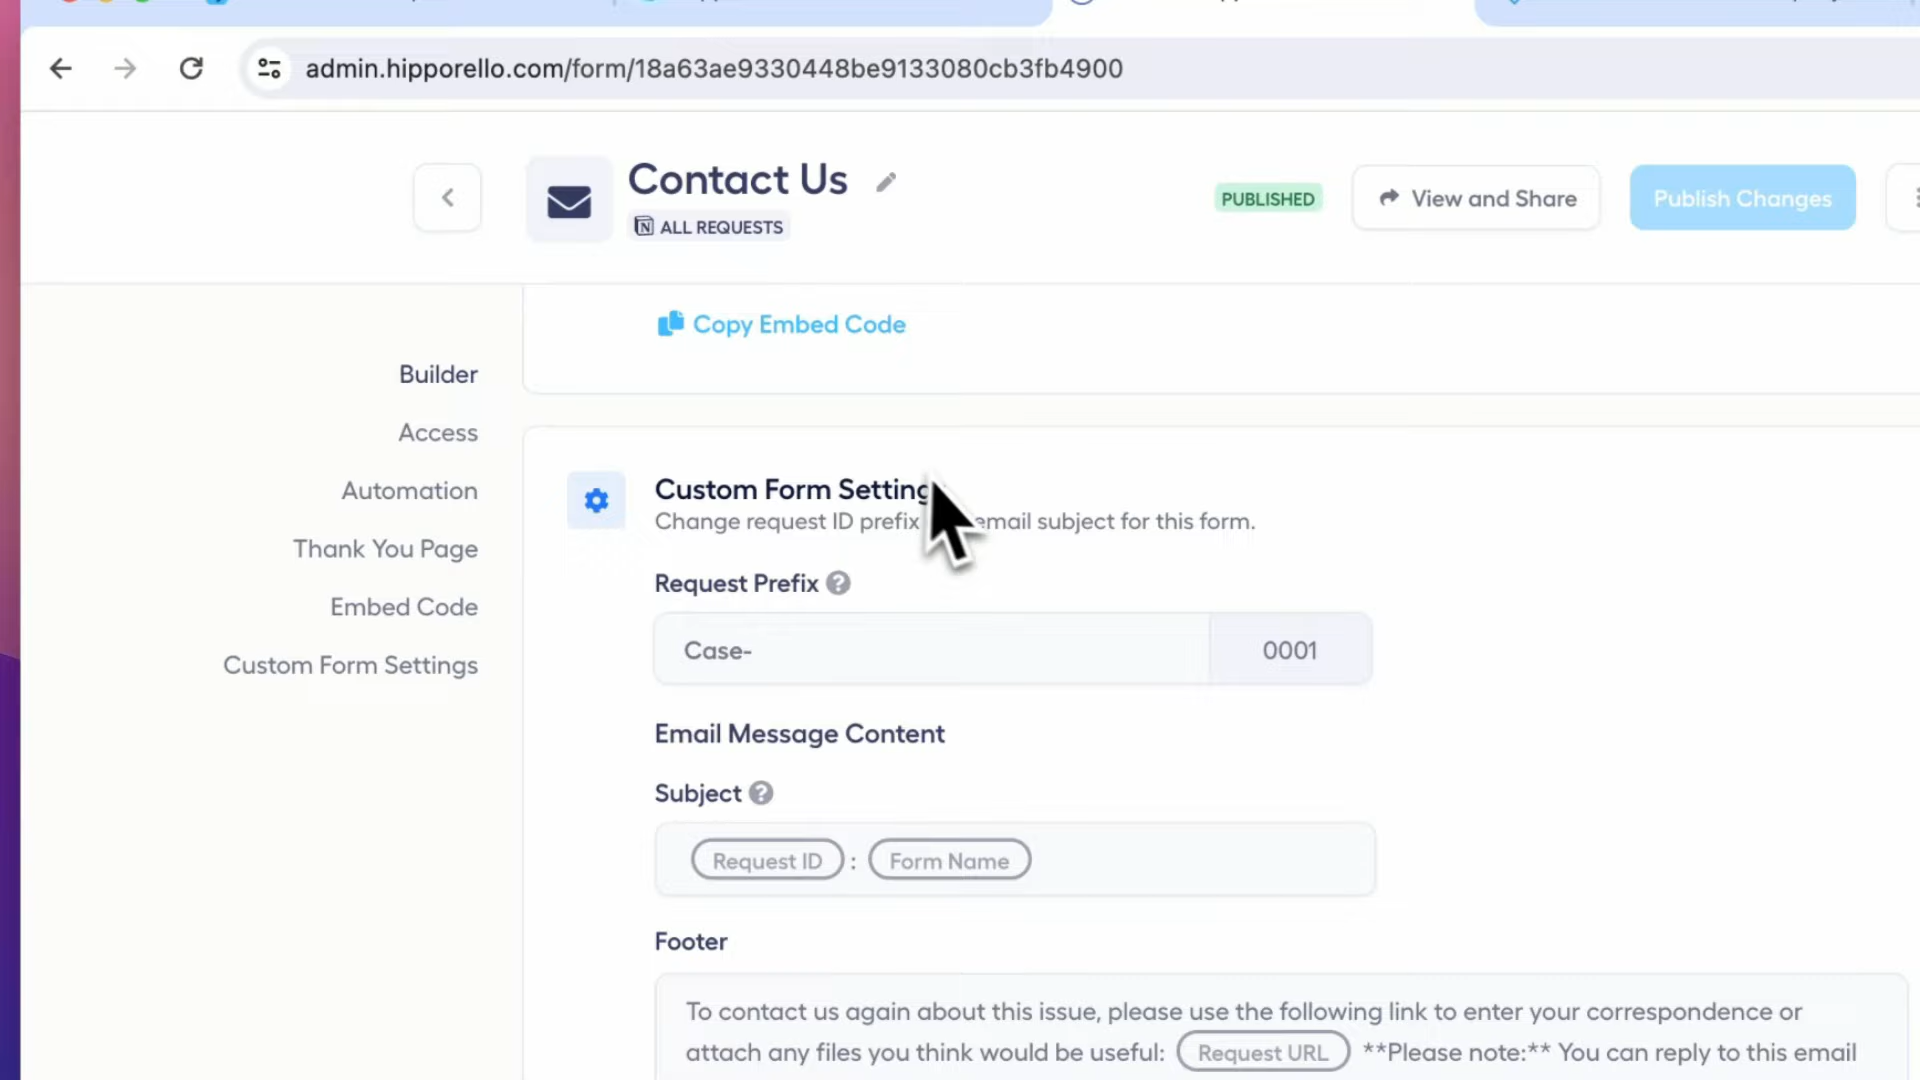 admin.hipporello.com/form/18a63ae9330448be9133080cb3fb4900
Contact Us
ALL REQUESTS
PUBLISHED
View and Share
Publish Changes
Copy Embed Code
Builder
Access
Automation
Thank You Page
Embed Code
Custom Form Settings
Custom Form Setting
Change request ID prefix email subject for this form.
Request Prefix ?
Case- 0001
Email Message Content
Subject ?
Request ID : Form Name
Footer
To contact us again about this issue, please use the following link to enter your correspondence or
attach any files you think would be useful: Request URL **Please note:** You can reply to this email